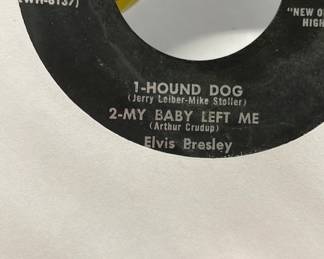 "NEW O
HIGH
1-HOUND DOG
(Jerry Leiber-Mike Stoller)
2-MY BABY LEFT ME
(Arthur Crudup)
Elvis Bresley